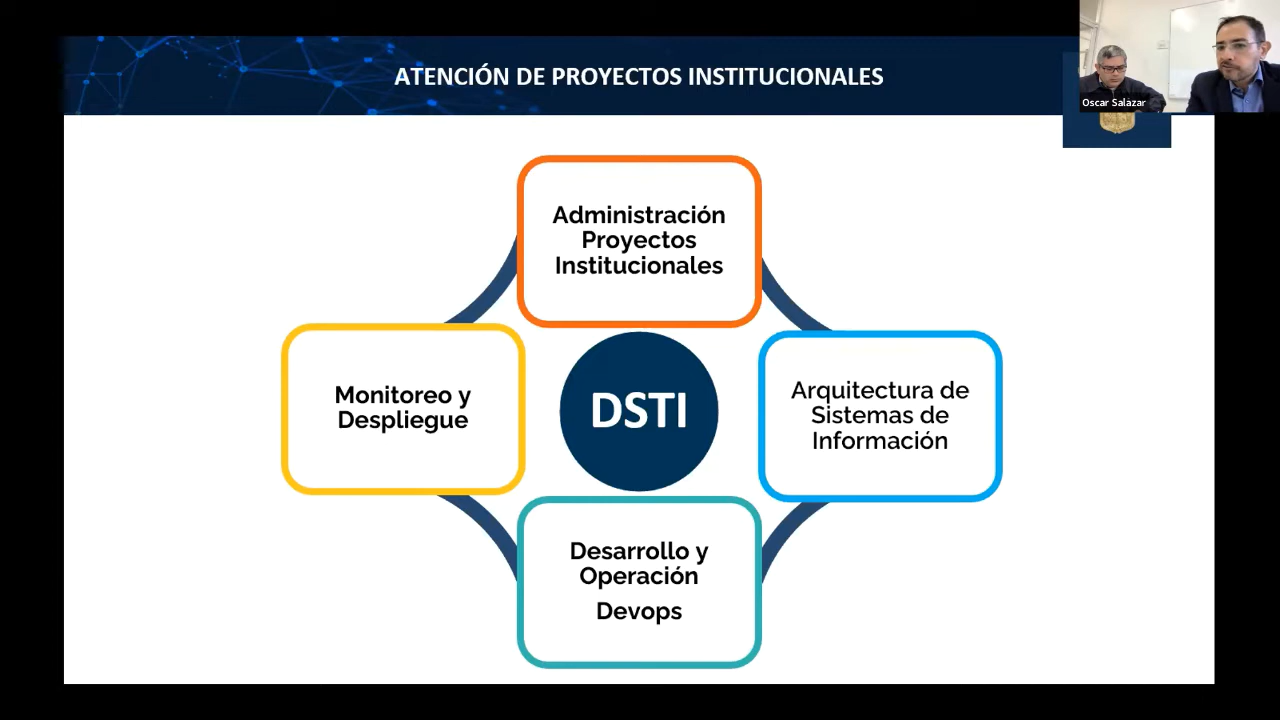 ATENCIÓN DE PROYECTOS INSTITUCIONALES
Oscar Salazar
Administración
Proyectos
Institucionales
Monitoreo y
Despliegue
DSTI
Arquitectura de
Sistemas de
Información
Desarrollo y
Operación
Devops